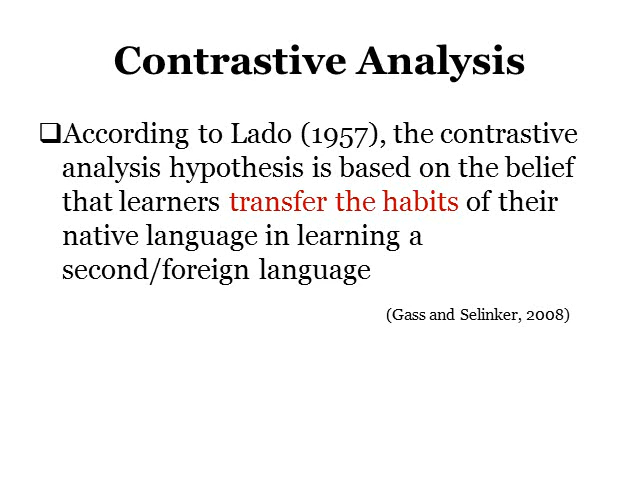 Contrastive Analysis
❑According to Lado (1957), the contrastive
analysis hypothesis is based on the belief
that learners transfer the habits of their
native language in learning a
second/foreign language
(Gass and Selinker, 2008)